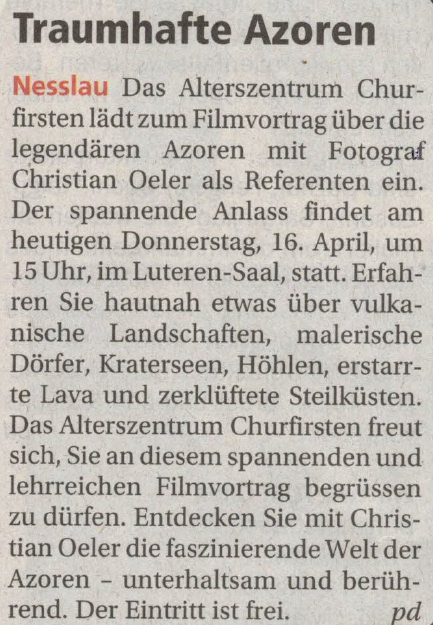 Traumhafte Azoren
Nesslau Das Alterszentrum Chur-
firsten lädt zum Filmvortrag über die
legendären Azoren mit Fotograf
Christian Oeler als Referenten ein.
Der spannende Anlass findet am
heutigen Donnerstag, 16. April, um
15 Uhr, im Luteren-Saal, statt. Erfah-
ren Sie hautnah etwas über vulka-
nische Landschaften, malerische
Dörfer, Kraterseen, Höhlen, erstarr-
te Lava und zerklüftete Steilküsten.
Das Alterszentrum Churfirsten freut
sich, Sie an diesem spannenden und
lehrreichen Filmvortrag begrüssen
zu dürfen. Entdecken Sie mit Chris-
tian Oeler die faszinierende Welt der
Azoren – unterhaltsam und berüh-
rend. Der Eintritt ist frei. pd